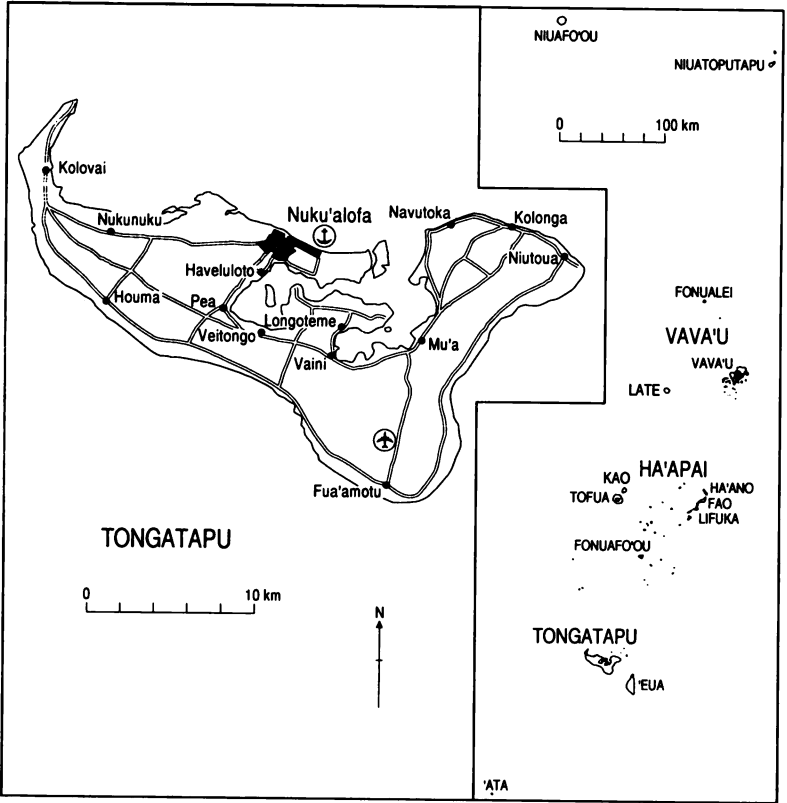 NIUAFO'OU
NIUATOPUTAPU
0 100 km
Kolovai
Nukunuku
Nuku'alofa
Navutoka
Kolonga
Haveluloto
Niutoua
Houma
Pea
Longoteme
Veitongo
Vaini
Mu'a
Fua'amotu
TONGATAPU
0 10 km
N
FONUALEI
VAVA'U
VAVA'U
LATE
HA'APAI
KAO
TOFUA
HA'ANO
FAO
LIFUKA
FONUAFO'OU
TONGATAPU
'EUA
'ATA